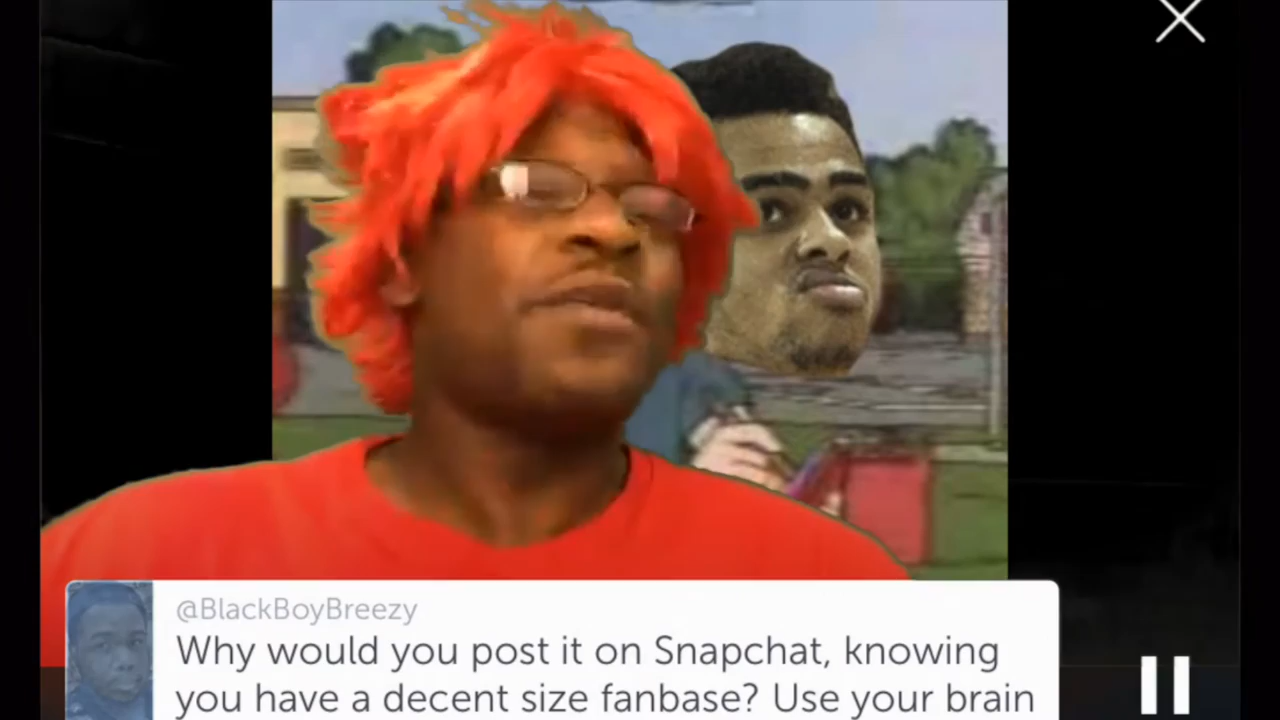 @BlackBoyBreezy
Why would you post it on Snapchat, knowing
you have a decent size fanbase? Use your brain